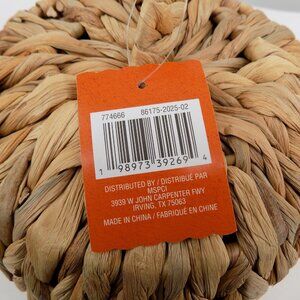 774666 86175-2025-02
1 98973 39269 4
DISTRIBUTED BY / DISTRIBUÉ PAR
MSPCI
3939 W JOHN CARPENTER FWY
IRVING, TX 75063
MADE IN CHINA / FABRIQUÉ EN CHINE